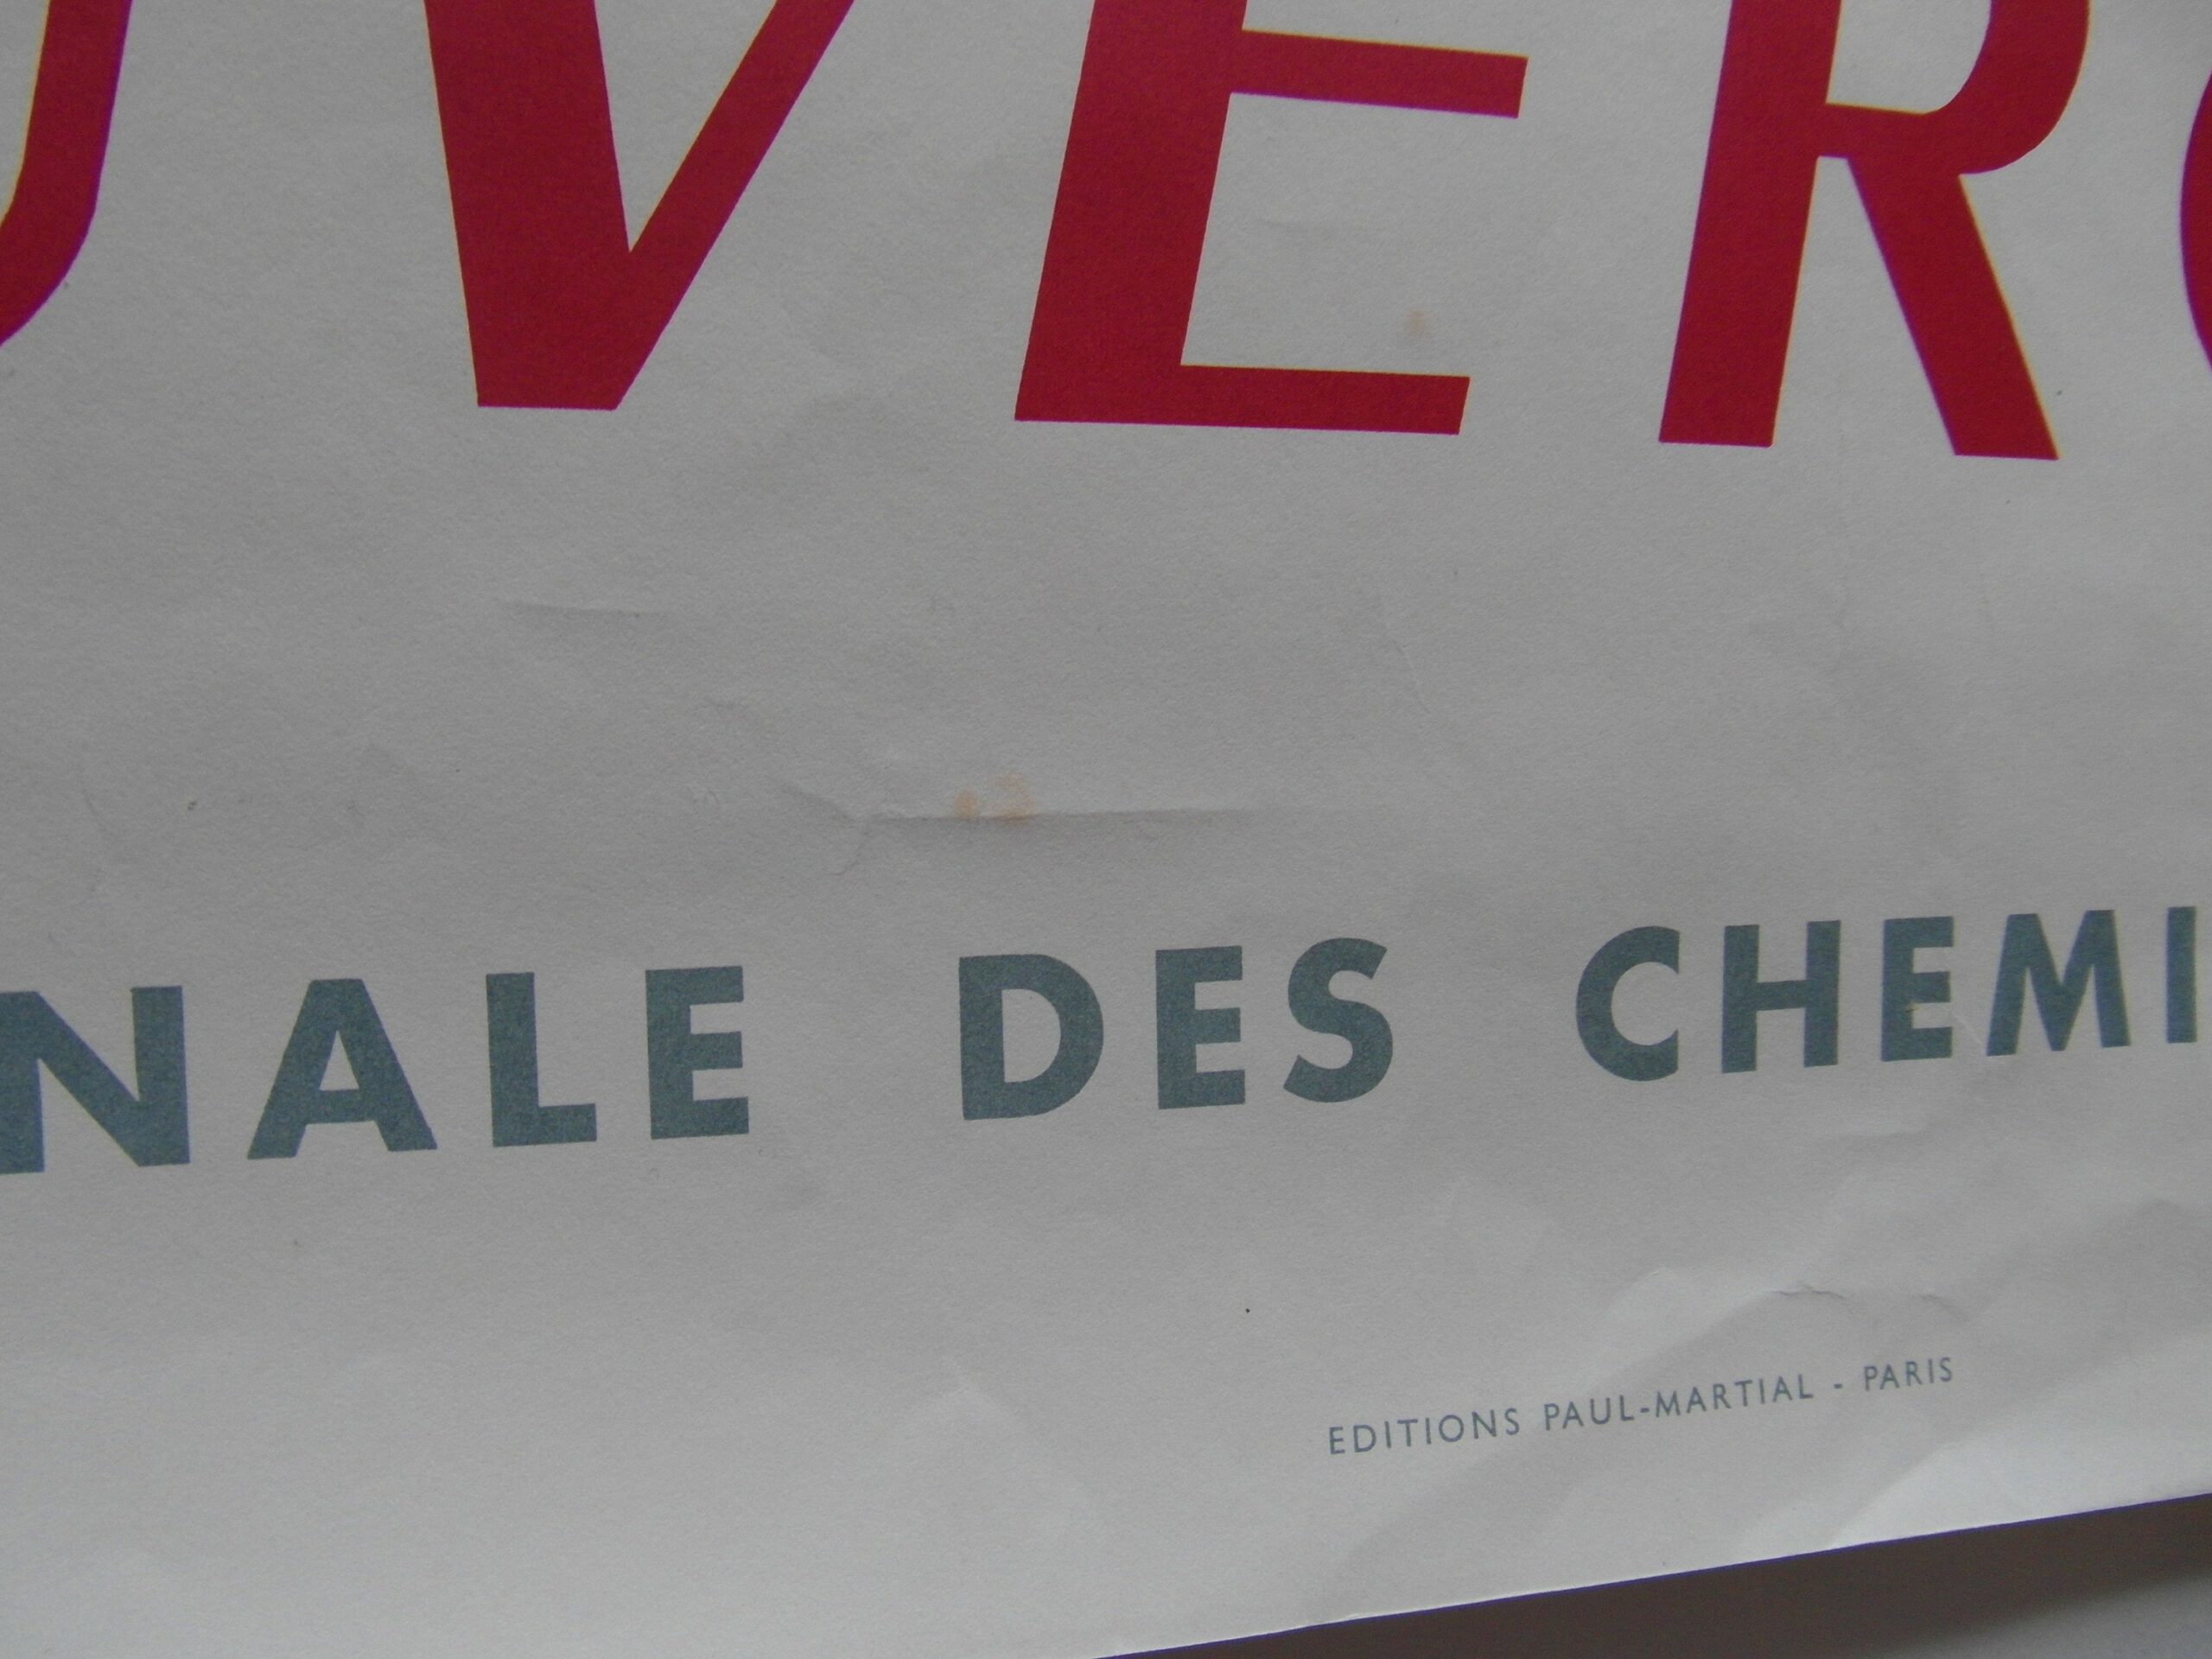 UVERG
NALE DES CHEMI
EDITIONS PAUL-MARTIAL - PARIS